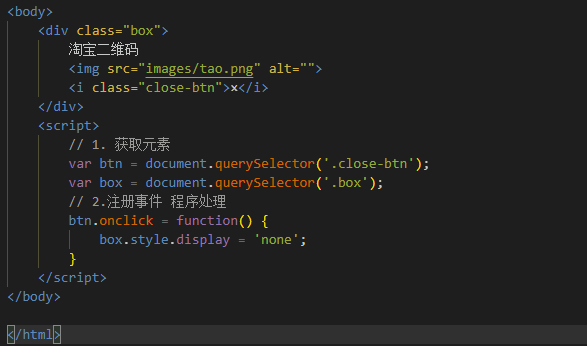 <body>
<div class="box">
淘宝二维码
<img src="images/tao.png" alt="">
<i class="close-btn">×</i>
</div>
<script>
// 1. 获取元素
var btn = document.querySelector('.close-btn');
var box = document.querySelector('.box');
// 2.注册事件 程序处理
btn.onclick = function() {
box.style.display = 'none';
}
</script>
</body>
</html>